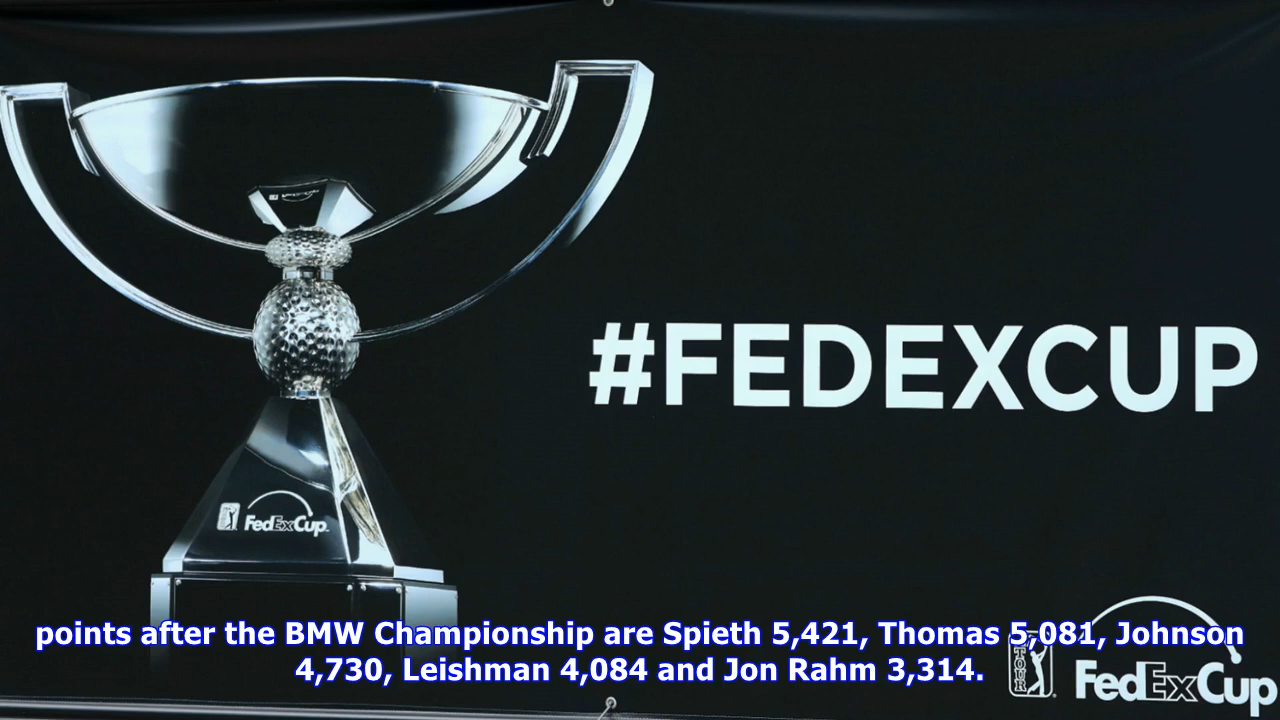 #FEDEXCUP
FedExCup
points after the BMW Championship are Spieth 5,421, Thomas 5,081, Johnson
4,730, Leishman 4,084 and Jon Rahm 3,314.
TOUR
FedExCup